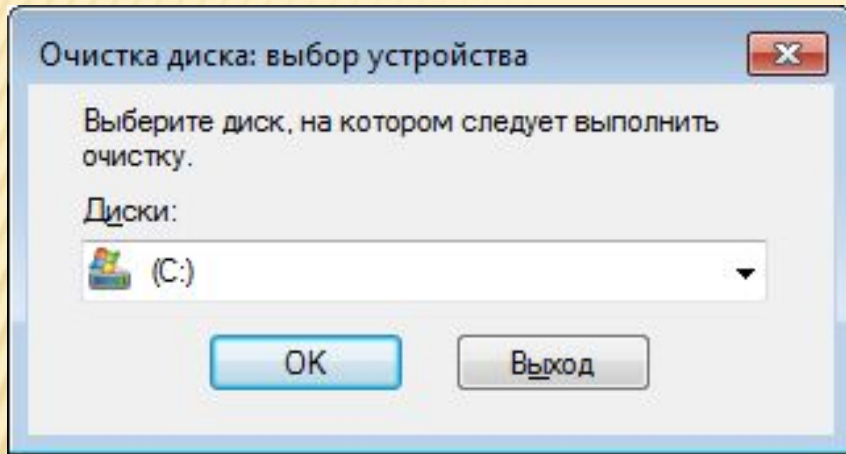 Очистка диска: выбор устройства
Выберите диск, на котором следует выполнить
очистку.
Диски:
(C:)
OK
Выход